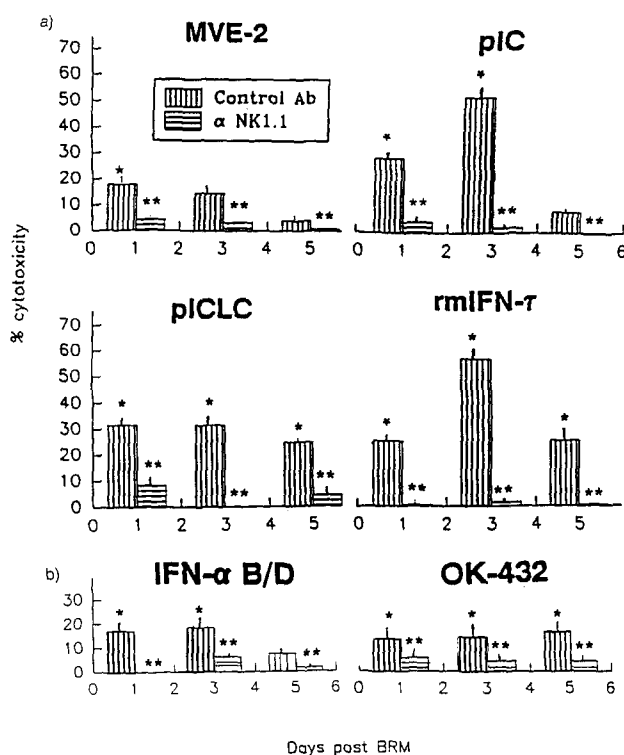 a)
MVE-2
pIC
Control Ab
α NK1.1
% cytotoxicity
70
60
50
40
30
20
10
0
* ** **
**
* ** * ** **
0 1 2 3 4 5
0 1 2 3 4 5 6
pICLC
rmIFN-τ
70
60
50
40
30
20
10
0
* ** * ** * **
* ** * ** * **
0 1 2 3 4 5
0 1 2 3 4 5 6
b)
IFN-α B/D
OK-432
30
20
10
0
* ** * ** **
* ** * ** * **
0 1 2 3 4 5 6
0 1 2 3 4 5 6
Days post BRM